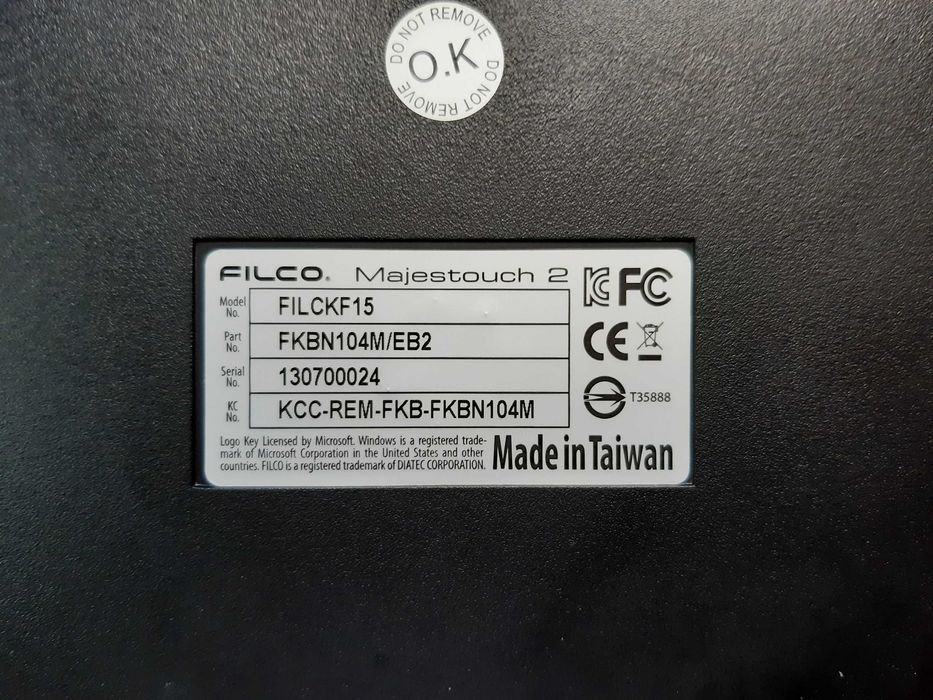 DO NOT REMOVE
O.K
DO NOT REMOVE
FILCO® Majestouch 2
Model No. FILCKF15
Part No. FKBN104M/EB2
Serial No. 130700024
KC No. KCC-REM-FKB-FKBN104M
FC
CE
T35888
Logo Key Licensed by Microsoft. Windows is a registered trade-
mark of Microsoft Corporation in the United States and other
countries. FILCO is a registered trademark of DIATEC CORPORATION.
Made in Taiwan